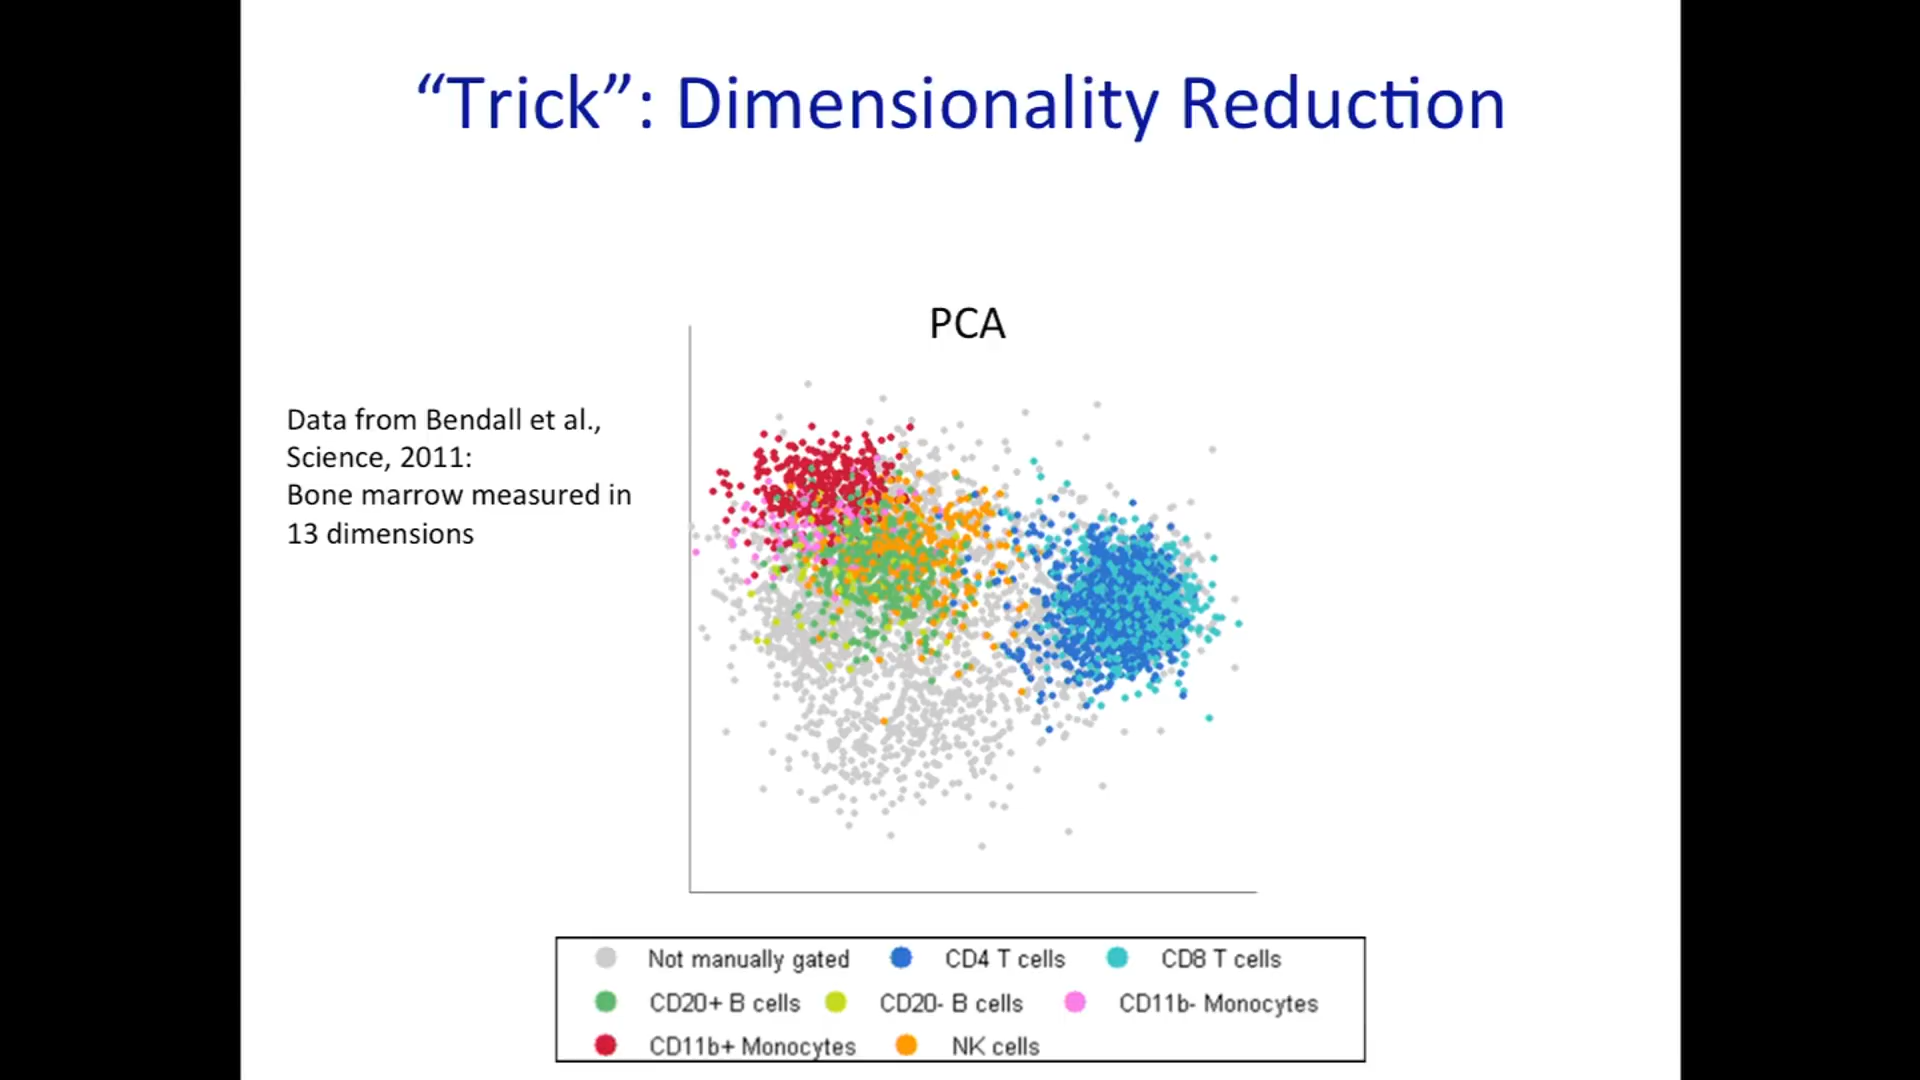 “Trick”: Dimensionality Reduction
PCA
Data from Bendall et al.,
Science, 2011:
Bone marrow measured in
13 dimensions
Not manually gated CD4 T cells CD8 T cells
CD20+ B cells CD20- B cells CD11b- Monocytes
CD11b+ Monocytes NK cells